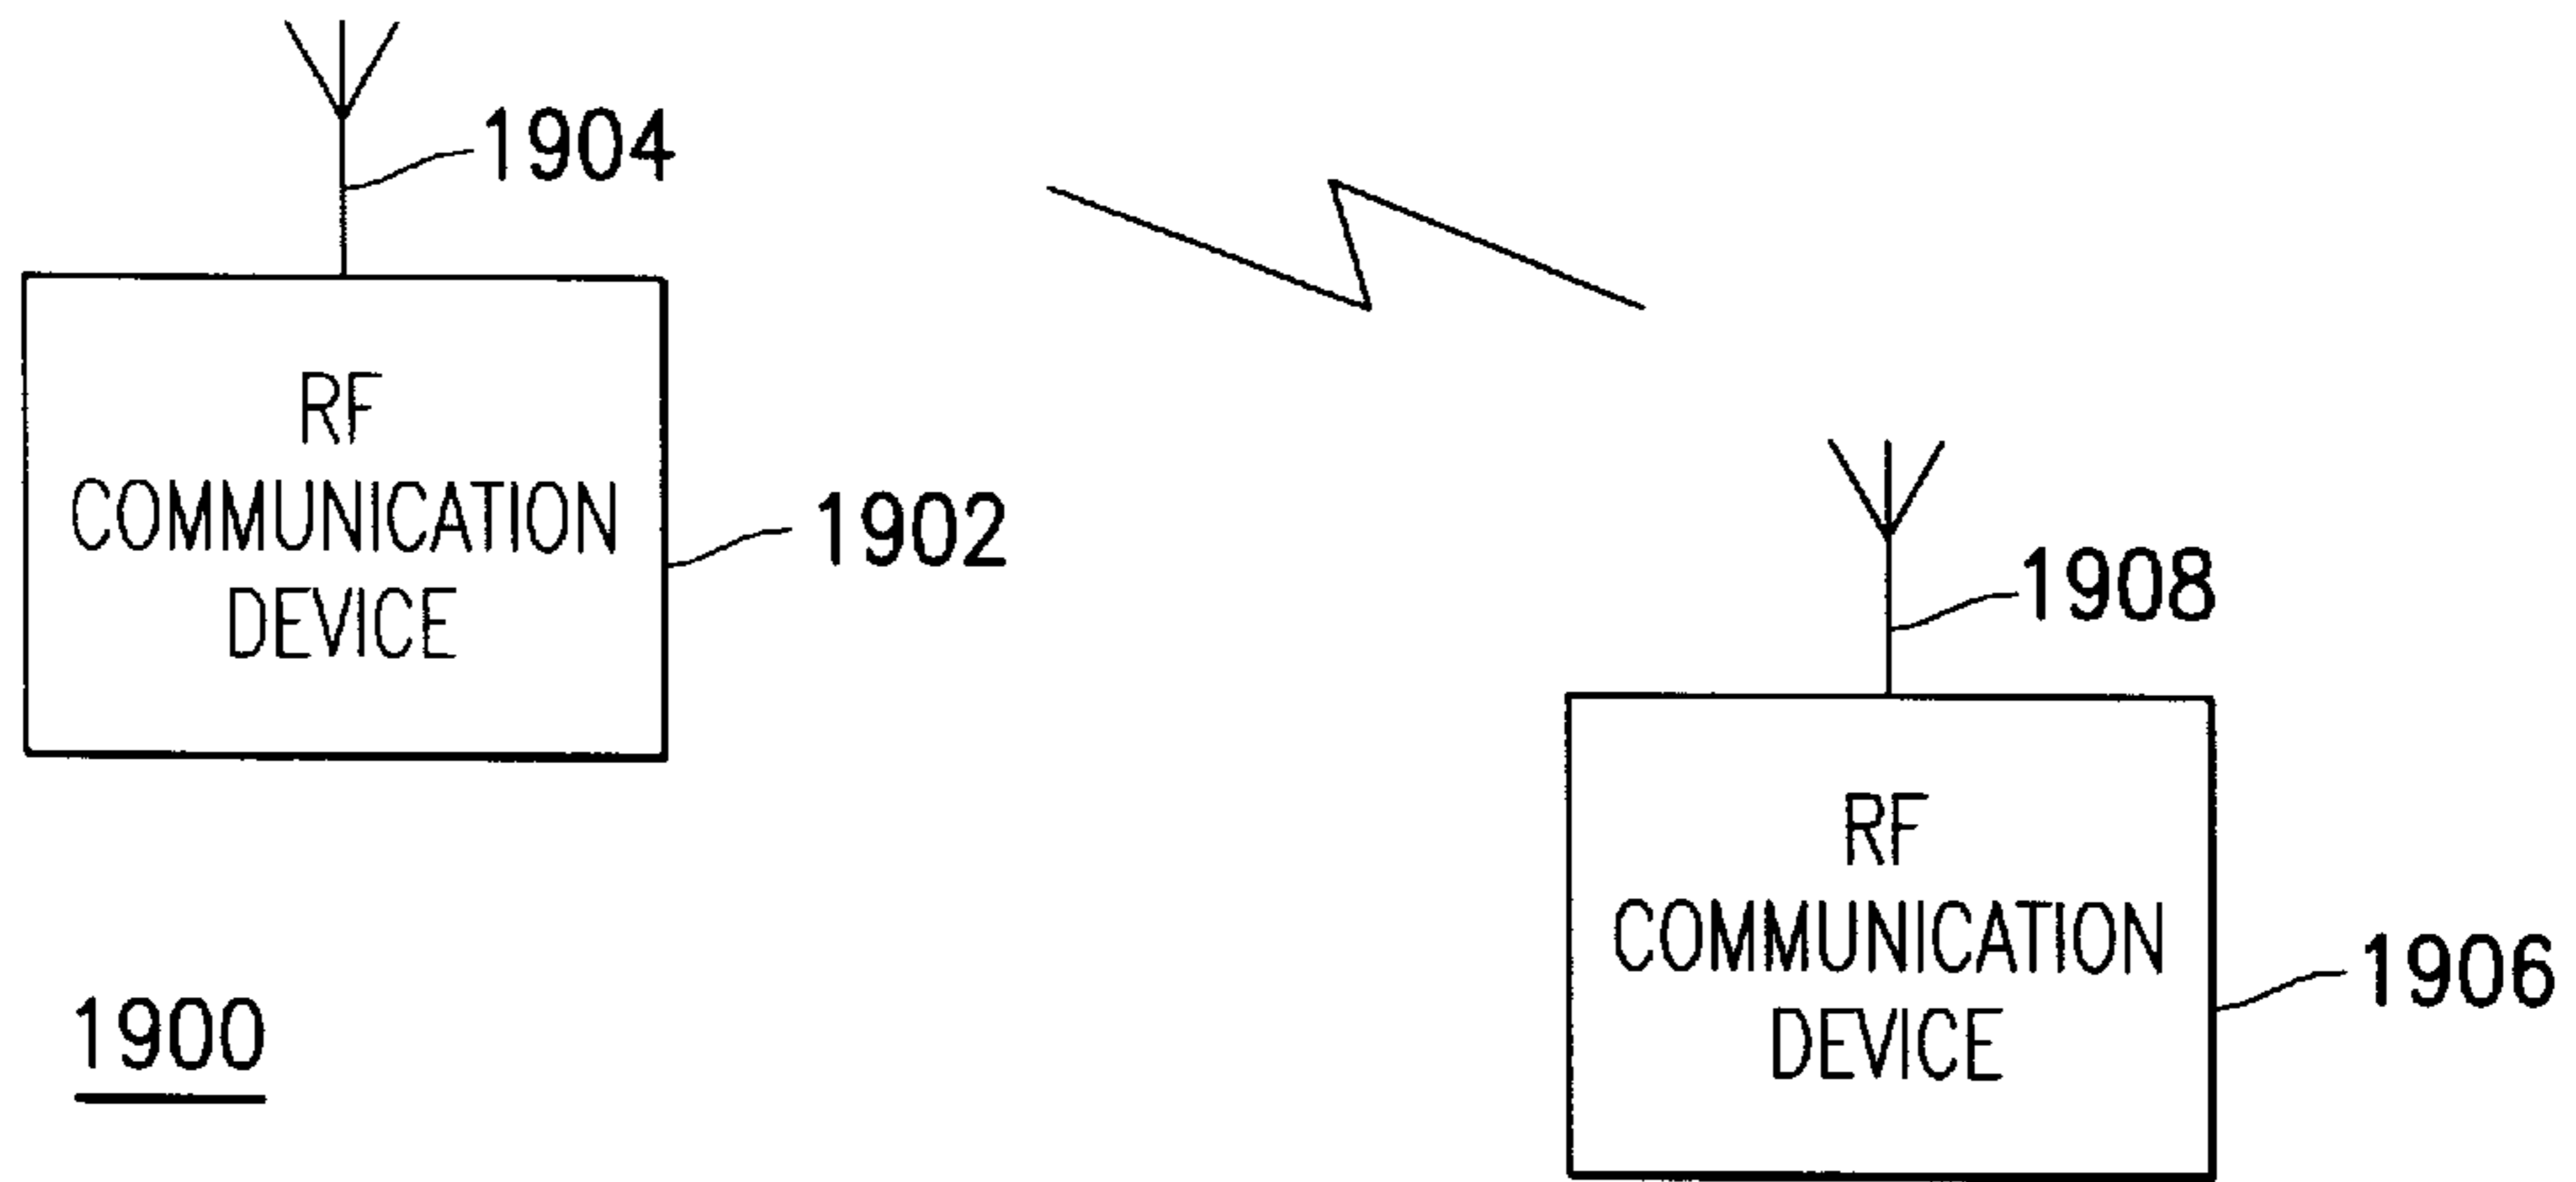 1904
RF
COMMUNICATION
DEVICE
1902
1908
RF
COMMUNICATION
DEVICE
1906
1900